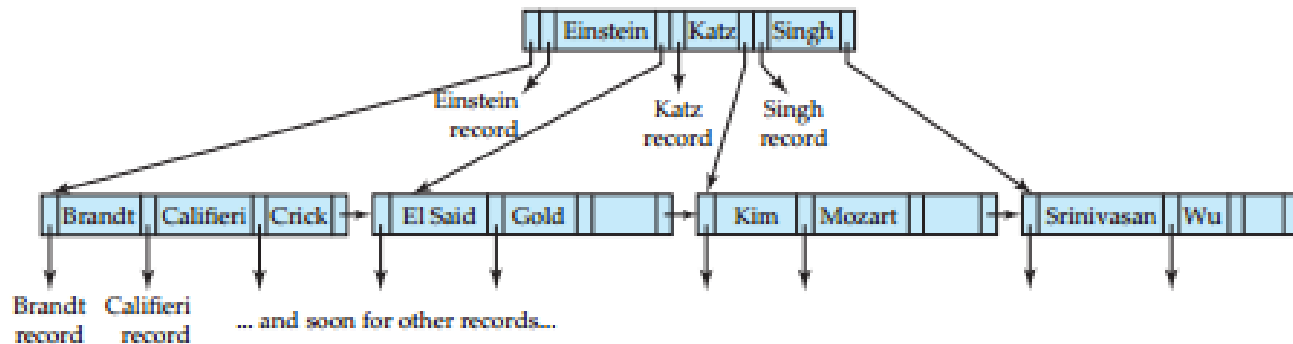 Einstein Katz Singh
Einstein
record
Katz
record
Singh
record
Brandt Califieri Crick El Said Gold Kim Mozart Srinivasan Wu
Brandt
record
Califieri
record
... and soon for other records...